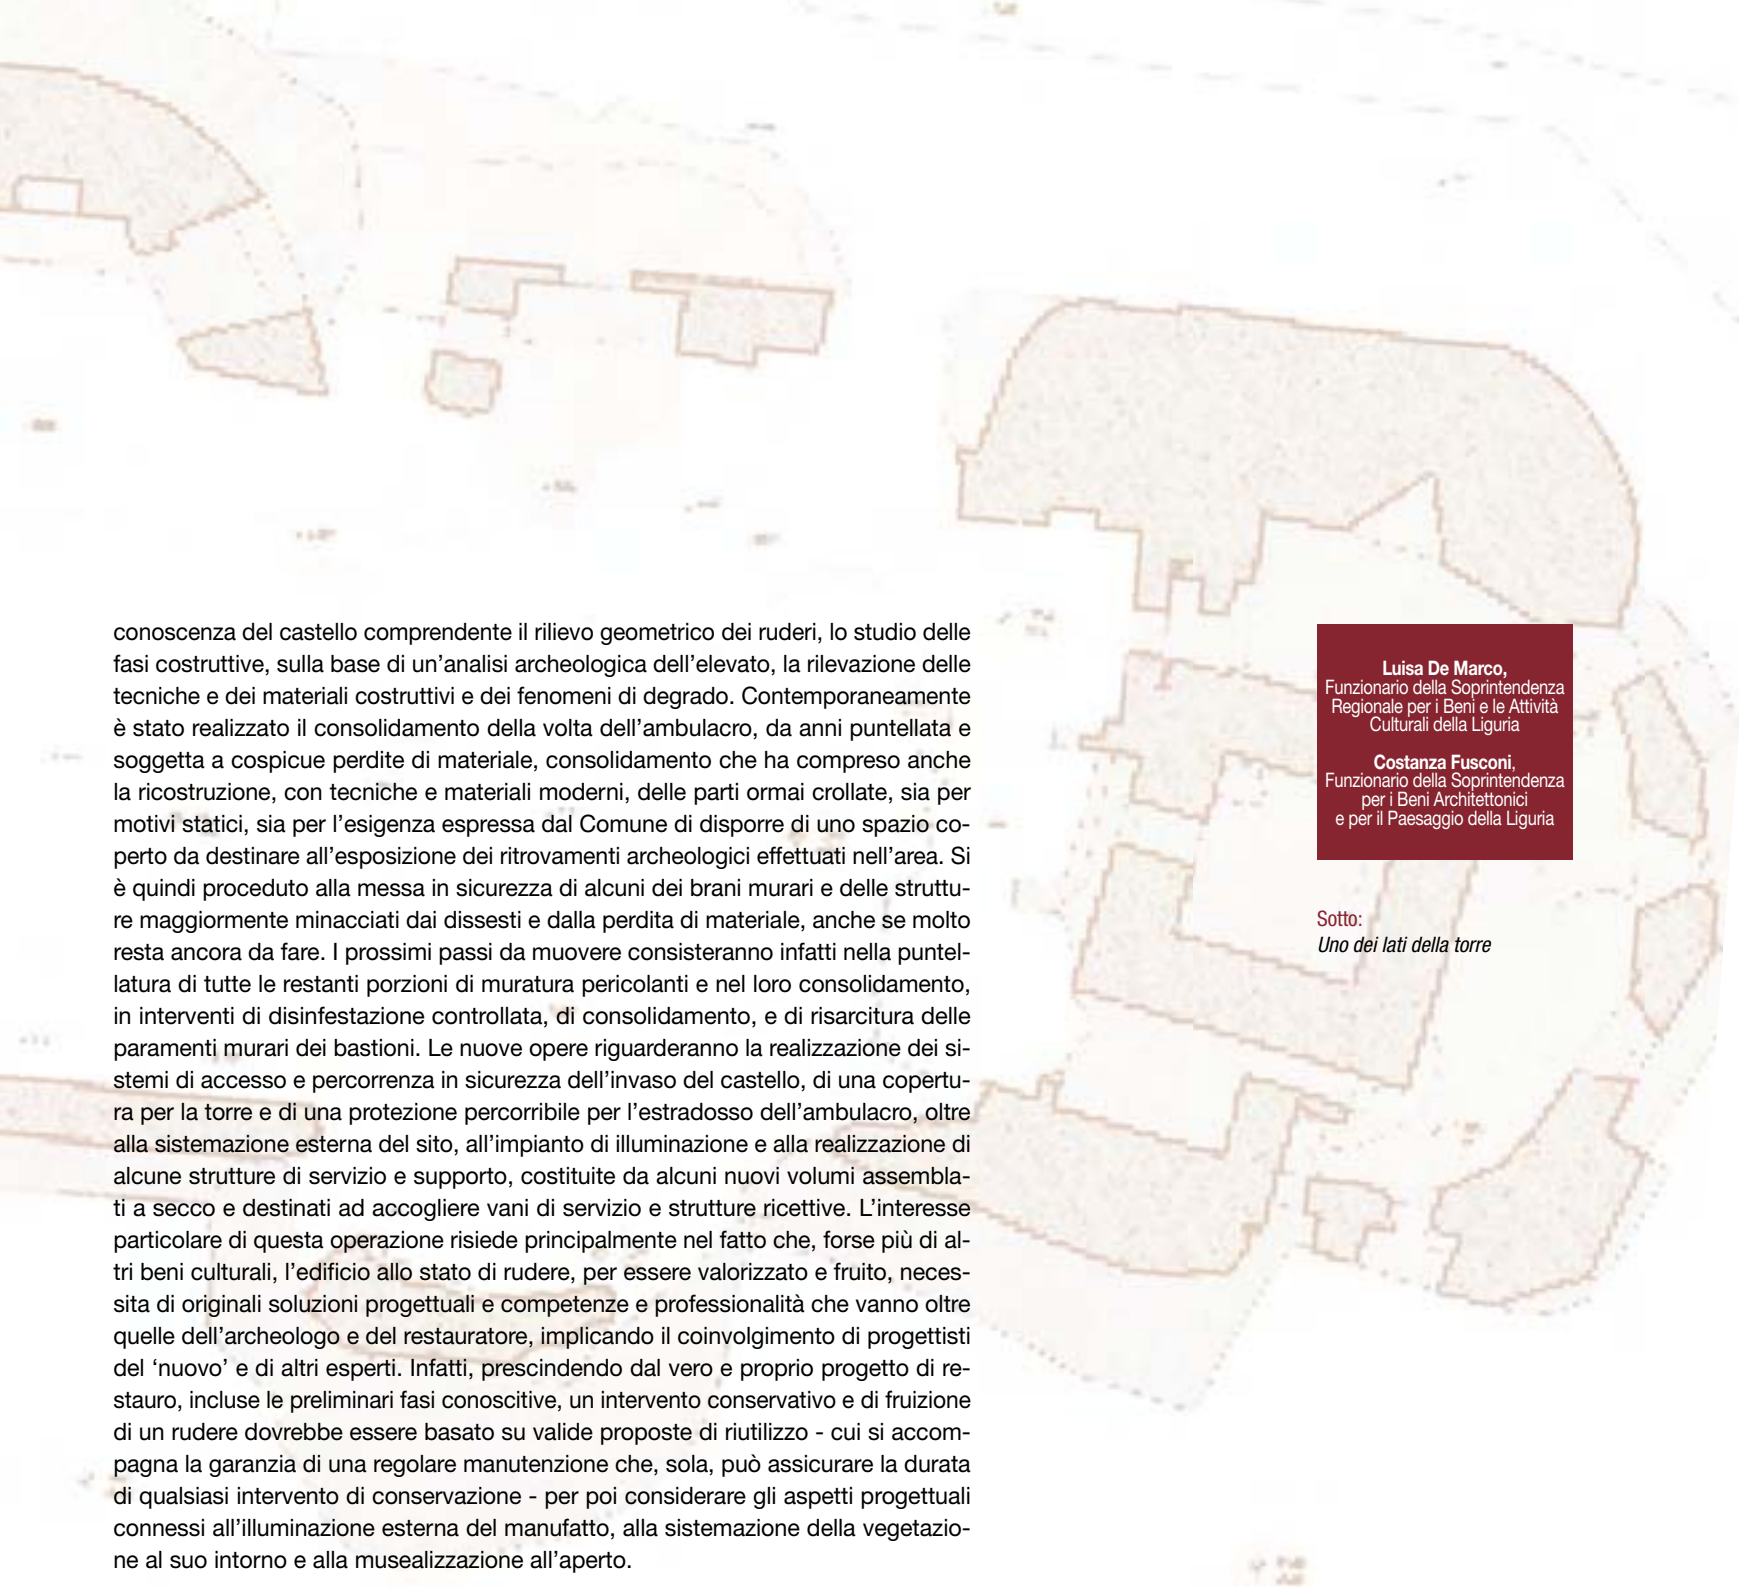 conoscenza del castello comprendente il rilievo geometrico dei ruderi, lo studio delle
fasi costruttive, sulla base di un’analisi archeologica dell’elevato, la rilevazione delle
tecniche e dei materiali costruttivi e dei fenomeni di degrado. Contemporaneamente
è stato realizzato il consolidamento della volta dell’ambulacro, da anni puntellata e
soggetta a cospicue perdite di materiale, consolidamento che ha compreso anche
la ricostruzione, con tecniche e materiali moderni, delle parti ormai crollate, sia per
motivi statici, sia per l’esigenza espressa dal Comune di disporre di uno spazio co-
perto da destinare all’esposizione dei ritrovamenti archeologici effettuati nell’area. Si
è quindi proceduto alla messa in sicurezza di alcuni dei brani murari e delle struttu-
re maggiormente minacciati dai dissesti e dalla perdita di materiale, anche se molto
resta ancora da fare. I prossimi passi da muovere consisteranno infatti nella puntel-
latura di tutte le restanti porzioni di muratura pericolanti e nel loro consolidamento,
in interventi di disinfestazione controllata, di consolidamento, e di risarcitura delle
paramenti murari dei bastioni. Le nuove opere riguarderanno la realizzazione dei si-
stemi di accesso e percorrenza in sicurezza dell’invaso del castello, di una copertu-
ra per la torre e di una protezione percorribile per l’estradosso dell’ambulacro, oltre
alla sistemazione esterna del sito, all’impianto di illuminazione e alla realizzazione di
alcune strutture di servizio e supporto, costituite da alcuni nuovi volumi assembla-
ti a secco e destinati ad accogliere vani di servizio e strutture ricettive. L’interesse
particolare di questa operazione risiede principalmente nel fatto che, forse più di al-
tri beni culturali, l’edificio allo stato di rudere, per essere valorizzato e fruito, neces-
sita di originali soluzioni progettuali e competenze e professionalità che vanno oltre
quelle dell’archeologo e del restauratore, implicando il coinvolgimento di progettisti
del ‘nuovo’ e di altri esperti. Infatti, prescindendo dal vero e proprio progetto di re-
stauro, incluse le preliminari fasi conoscitive, un intervento conservativo e di fruizione
di un rudere dovrebbe essere basato su valide proposte di riutilizzo - cui si accom-
pagna la garanzia di una regolare manutenzione che, sola, può assicurare la durata
di qualsiasi intervento di conservazione - per poi considerare gli aspetti progettuali
connessi all’illuminazione esterna del manufatto, alla sistemazione della vegetazio-
ne al suo intorno e alla musealizzazione all’aperto.
Luisa De Marco,
Funzionario della Soprintendenza
Regionale per i Beni e le Attività
Culturali della Liguria
Costanza Fusconi,
Funzionario della Soprintendenza
per i Beni Architettonici
e per il Paesaggio della Liguria
Sotto:
Uno dei lati della torre